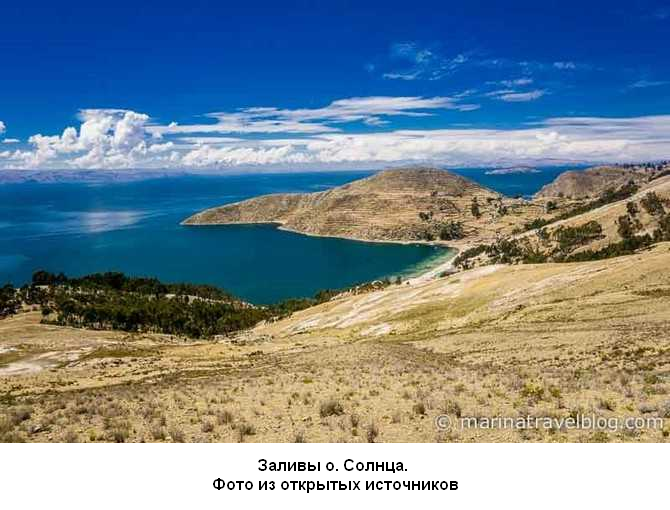 © marinatravelblog.com
Заливы о. Солнца.
Фото из открытых источников